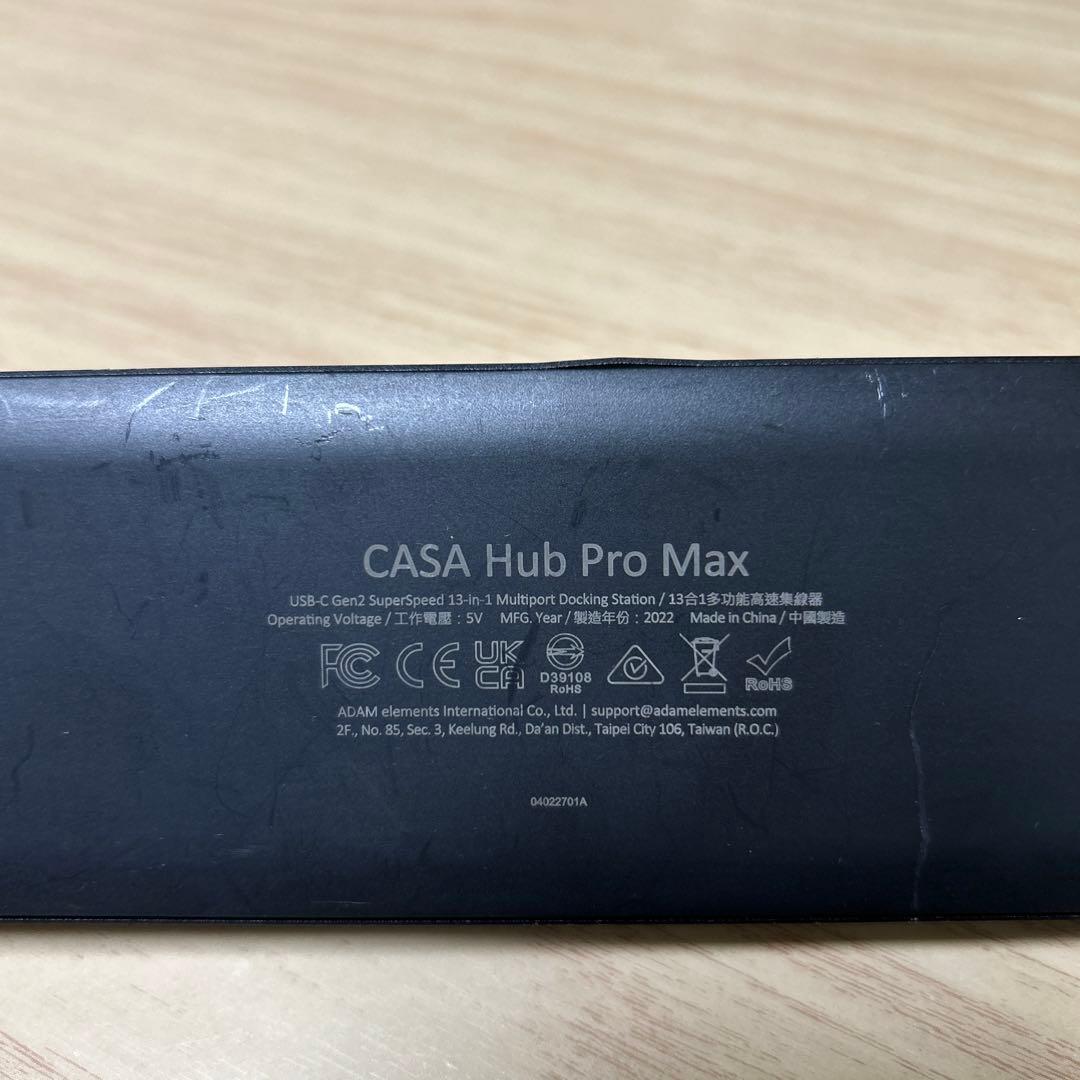 CASA Hub Pro Max
USB-C Gen2 SuperSpeed 13-in-1 Multiport Docking Station / 13合1多功能高速集線器
Operating Voltage / 工作電壓：5V MFG. Year / 製造年份：2022 Made in China / 中國製造
FC CE UK CA D39108 RoHS RoHS
ADAM elements International Co., Ltd. | support@adamelements.com
2F., No. 85, Sec. 3, Keelung Rd., Da'an Dist., Taipei City 106, Taiwan (R.O.C.)
04022701A